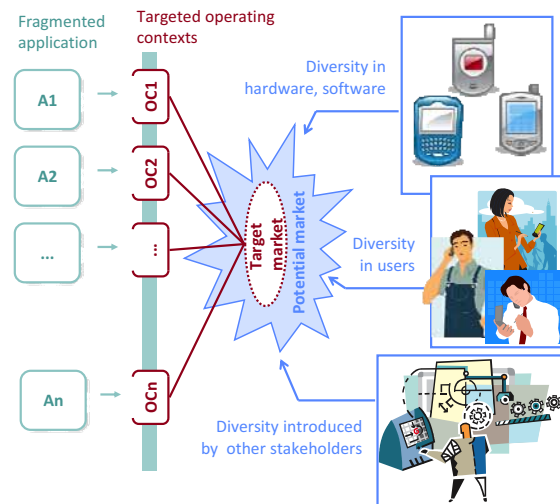 Fragmented
application
Targeted operating
contexts
A1
OC1
A2
OC2
...
...
An
OCn
Target
market
Potential market
Diversity in
hardware, software
Diversity
in users
Diversity introduced
by other stakeholders